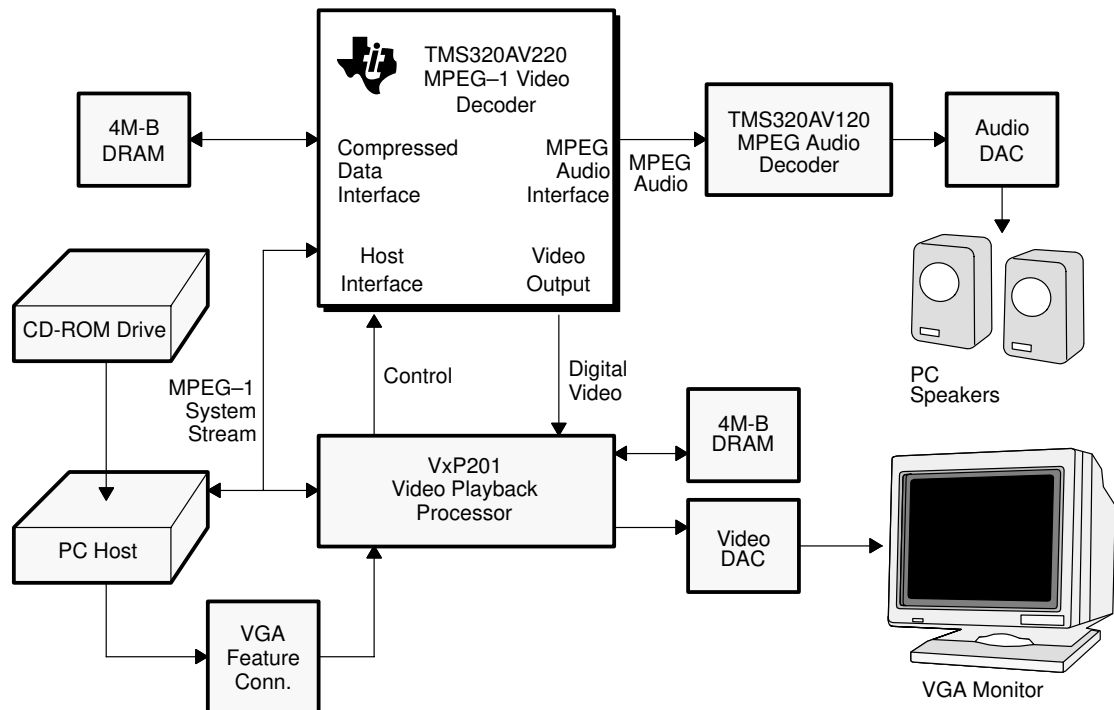 TMS320AV220
MPEG–1 Video
Decoder
4M-B
DRAM
Compressed
Data
Interface
MPEG
Audio
Interface
MPEG
Audio
TMS320AV120
MPEG Audio
Decoder
Audio
DAC
Host
Interface
Video
Output
CD-ROM Drive
MPEG–1
System
Stream
Control
Digital
Video
PC
Speakers
4M-B
DRAM
VxP201
Video Playback
Processor
PC Host
Video
DAC
VGA
Feature
Conn.
VGA Monitor